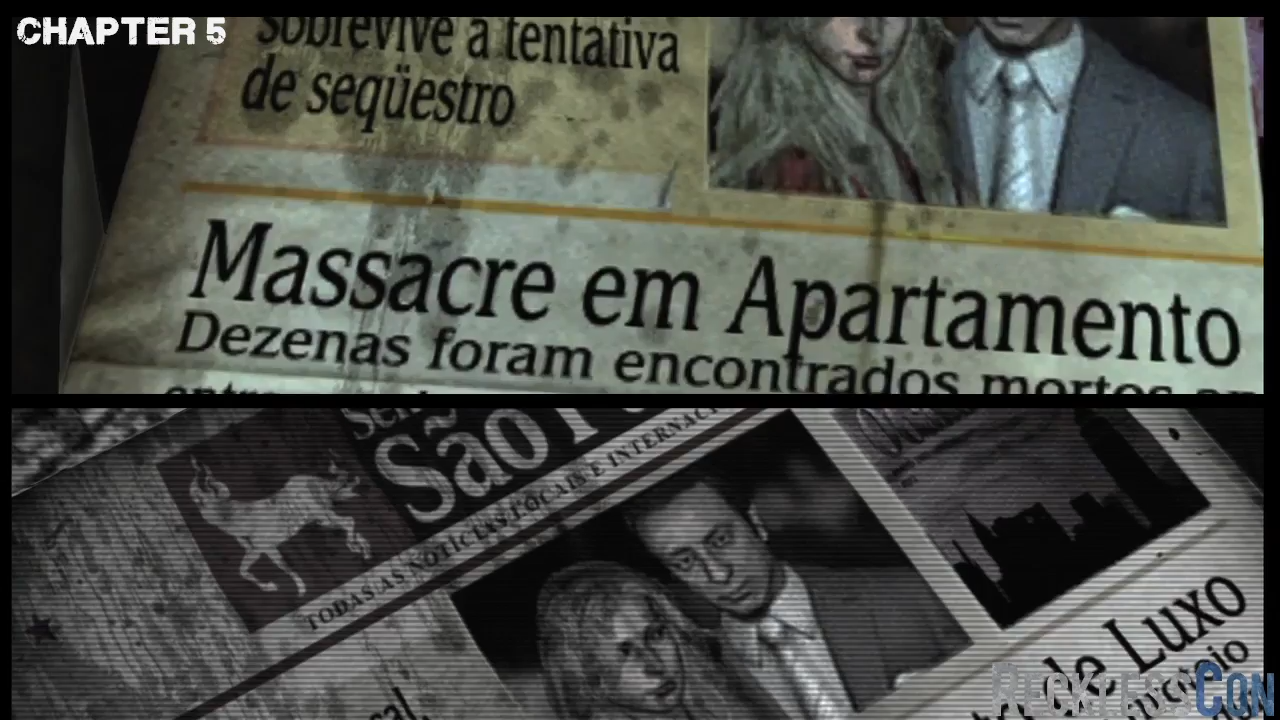 CHAPTER 5
Sobrevive a tentativa
de seqüestro
Massacre em Apartamento
Dezenas foram encontrados mortos
São
TODAS AS NOTÍCIAS LOCAIS E
de Luxo
RECKLESSCON